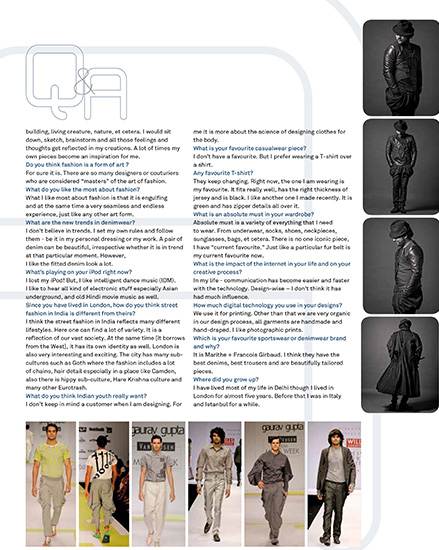 Q&A
building, living creature, nature, et cetera. I would sit
down, sketch, brainstorm and all those feelings and
thoughts get reflected in my creations. A lot of times my
own pieces become an inspiration for me.
Do you think fashion is a form of art ?
For sure it is. There are so many designers or couturiers
who are considered "masters" of the art of fashion.
What do you like the most about fashion?
What I like most about fashion is that it is engulfing
and at the same time a very seamless and endless
experience, just like any other art form.
What are the new trends in denimwear?
I don't believe in trends. I set my own rules and follow
them - be it in my personal dressing or my work. A pair of
denim can be beautiful, irrespective whether it is in trend
at that particular moment. However,
I like the fitted denim look a lot.
What's playing on your iPod right now?
I lost my iPod! But, I like intelligent dance music (IDM).
I like to hear all kind of electronic stuff especially Asian
underground, and old Hindi movie music as well.
Since you have lived in London, how do you think street
fashion in India is different from theirs?
I think the street fashion in India reflects many different
lifestyles. Here one can find a lot of variety. It is a
reflection of our vast society. At the same time [it borrows
from the West], it has its own identity as well. London is
also very interesting and exciting. The city has many sub-
cultures such as Goth where the fashion includes a lot
of chains, hair detail especially in a place like Camden,
also there is hippy sub-culture, Hare Krishna culture and
many other Eurotrash.
What do you think Indian youth really want?
I don't keep in mind a customer when I am designing. For
me it is more about the science of designing clothes for
the body.
What is your favourite casualwear piece?
I don't have a favourite. But I prefer wearing a T-shirt over
a shirt.
Any favourite T-shirt?
They keep changing. Right now, the one I am wearing is
my favourite. It fits really well, has the right thickness of
jersey and is black. I like another one I made recently. It is
green and has zipper details all over it.
What is an absolute must in your wardrobe?
Absolute must is a variety of everything that I need
to wear. From underwear, socks, shoes, neckpieces,
sunglasses, bags, et cetera. There is no one iconic piece,
I have "current favourite." Just like a particular fur belt is
my current favourite now.
What is the impact of the internet in your life and on your
creative process?
In my life - communication has become easier and faster
with the technology. Design-wise – I don't think it has
had much influence.
How much digital technology you use in your designs?
We use it for printing. Other than that we are very organic
in our design process, all garments are handmade and
hand-draped. I like photographic prints.
Which is your favourite sportswear or denimwear brand
and why?
It is Marithe + Francois Girbaud. I think they have the
best denims, best trousers and are beautifully tailored
pieces.
Where did you grow up?
I have lived most of my life in Delhi though I lived in
London for almost five years. Before that I was in Italy
and Istanbul for a while.
gaurav gupta
VAN HEUSEN
gaurav gupta
HEUSEN
WEEK